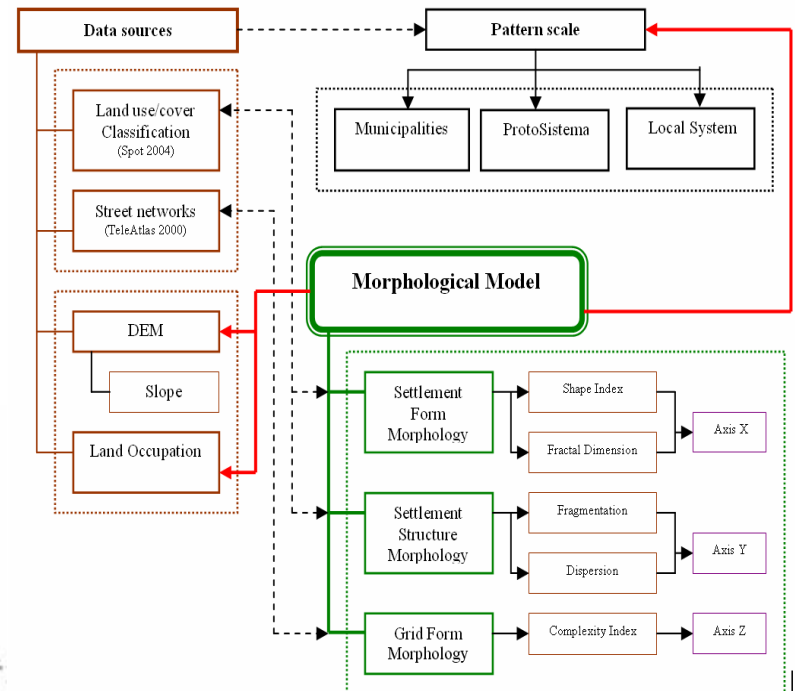 Data sources
Pattern scale
Land use/cover
Classification
(Spot 2004)
Municipalities
ProtoSistema
Local System
Street networks
(TeleAtlas 2000)
Morphological Model
DEM
Slope
Land Occupation
Settlement
Form
Morphology
Shape Index
Fractal Dimension
Axis X
Settlement
Structure
Morphology
Fragmentation
Dispersion
Axis Y
Grid Form
Morphology
Complexity Index
Axis Z